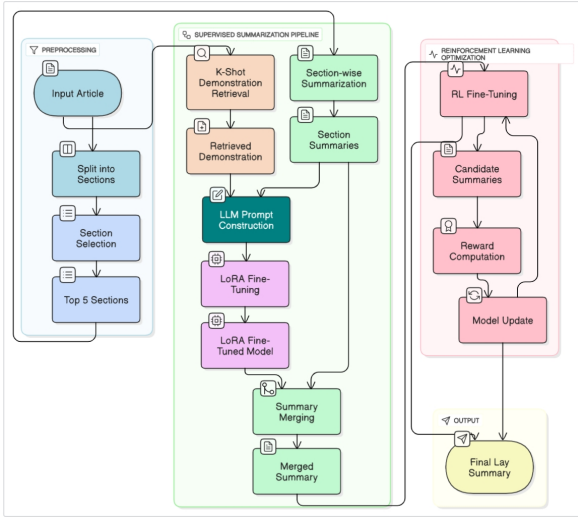 PREPROCESSING
Input Article
Split into
Sections
Section
Selection
Top 5 Sections
SUPERVISED SUMMARIZATION PIPELINE
K-Shot
Demonstration
Retrieval
Section-wise
Summarization
Retrieved
Demonstration
Section
Summaries
LLM Prompt
Construction
LoRA Fine-
Tuning
LoRA Fine-
Tuned Model
Summary
Merging
Merged
Summary
REINFORCEMENT LEARNING
OPTIMIZATION
RL Fine-Tuning
Candidate
Summaries
Reward
Computation
Model Update
OUTPUT
Final Lay
Summary